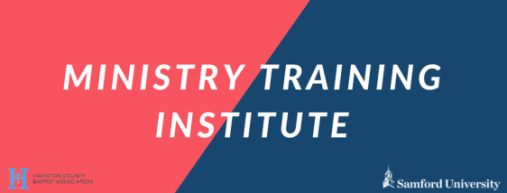 MINISTRY TRAINING
INSTITUTE
HAMILTON COUNTY
BAPTIST ASSOCIATION
Samford University